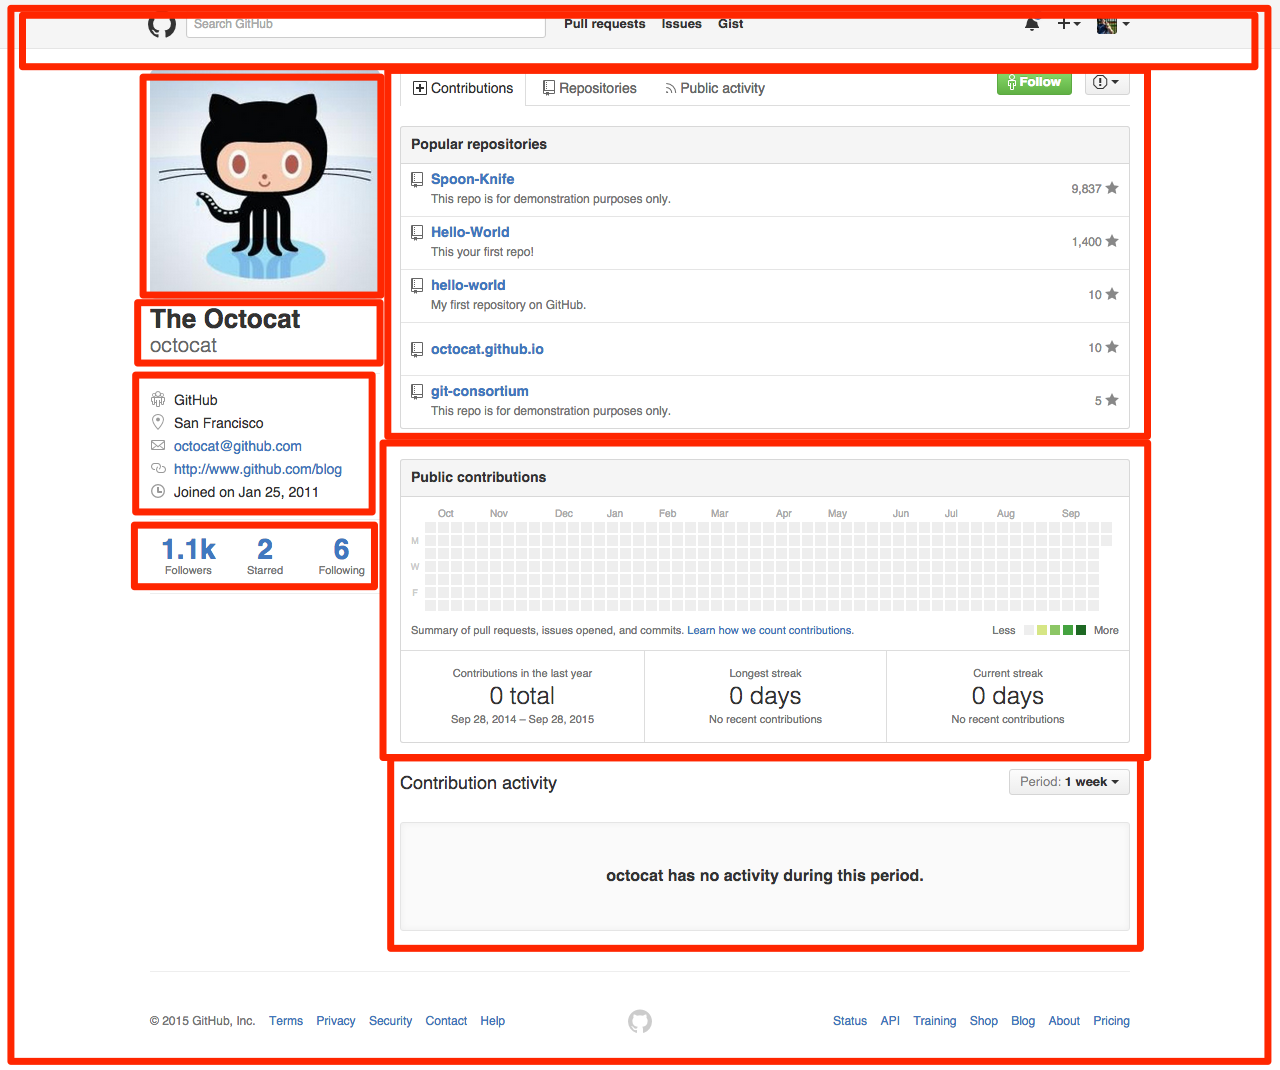 Search GitHub
Pull requests Issues Gist
Contributions Repositories Public activity
Follow
Popular repositories
Spoon-Knife
This repo is for demonstration purposes only.
9,837
Hello-World
This your first repo!
1,400
hello-world
My first repository on GitHub.
10
octocat.github.io
10
git-consortium
This repo is for demonstration purposes only.
5
The Octocat
octocat
GitHub
San Francisco
octocat@github.com
http://www.github.com/blog
Joined on Jan 25, 2011
1.1k 2 6
Followers Starred Following
Public contributions
Oct Nov Dec Jan Feb Mar Apr May Jun Jul Aug Sep
M
W
F
Summary of pull requests, issues opened, and commits. Learn how we count contributions.
Less More
Contributions in the last year
0 total
Sep 28, 2014 – Sep 28, 2015
Longest streak
0 days
No recent contributions
Current streak
0 days
No recent contributions
Contribution activity
Period: 1 week
octocat has no activity during this period.
© 2015 GitHub, Inc. Terms Privacy Security Contact Help
Status API Training Shop Blog About Pricing